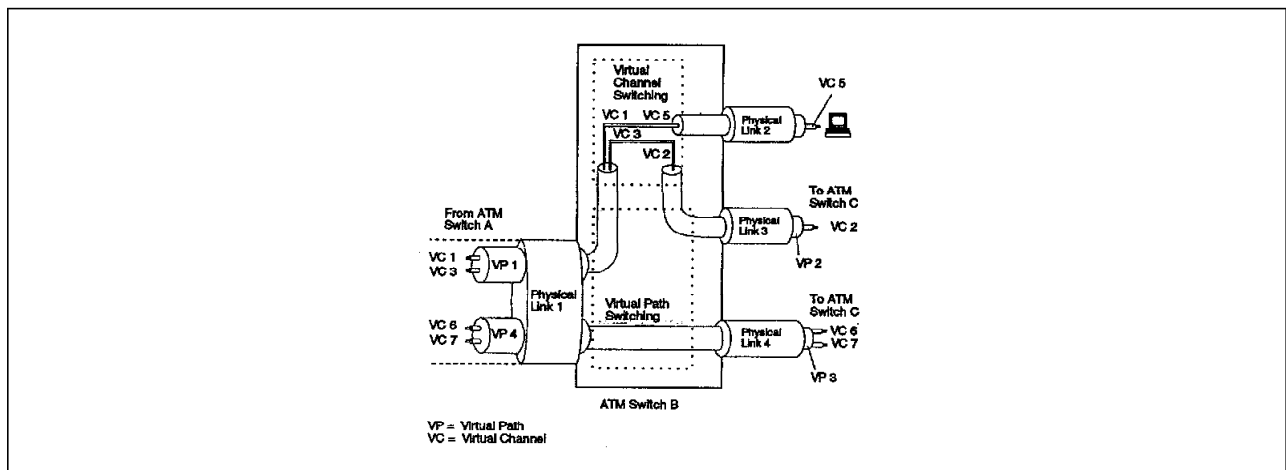 Virtual
Channel
Switching
VC 5
VC 1 VC 5
VC 3
Physical
Link 2
VC 2
From ATM
Switch A
To ATM
Switch C
Physical
Link 3
VC 2
VP 2
VC 1
VC 3
VP 1
Physical
Link 1
Virtual Path
Switching
To ATM
Switch C
VC 6
VC 7
VP 4
Physical
Link 4
VC 6
VC 7
VP 3
ATM Switch B
VP = Virtual Path
VC = Virtual Channel